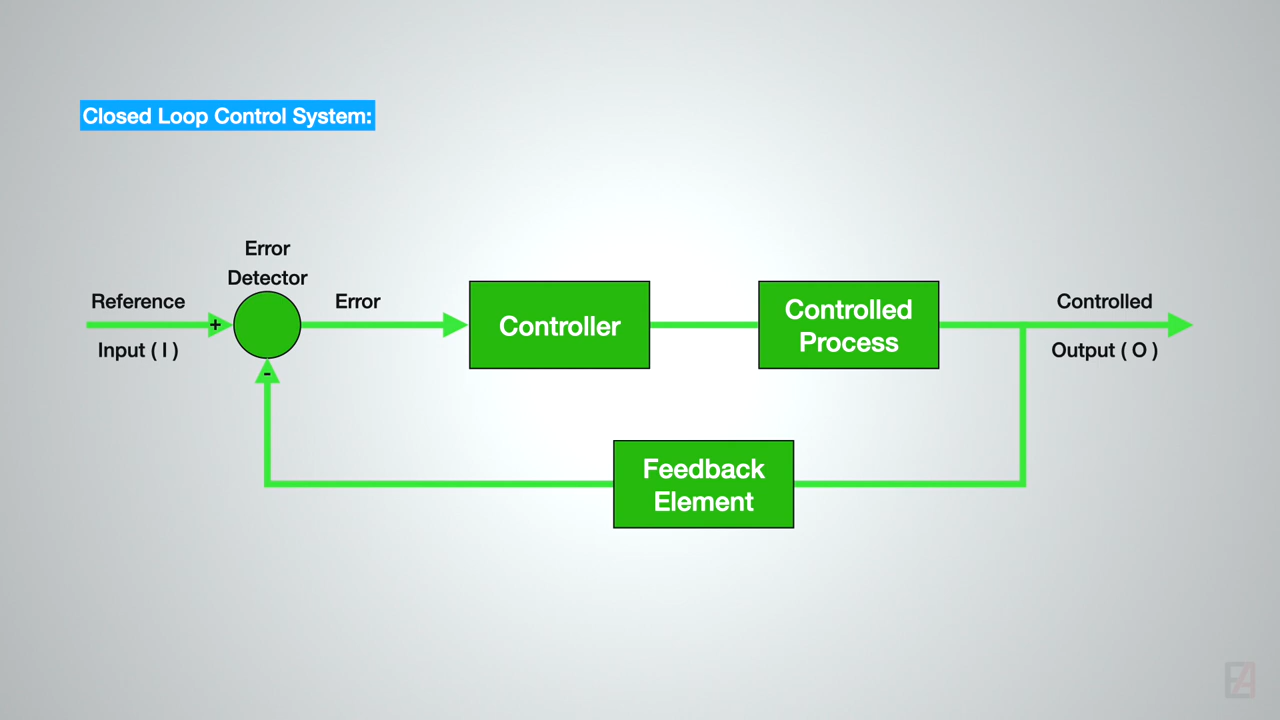 Closed Loop Control System:
Error
Detector
Reference
Input ( I )
+
-
Error
Controller
Controlled
Process
Controlled
Output ( O )
Feedback
Element